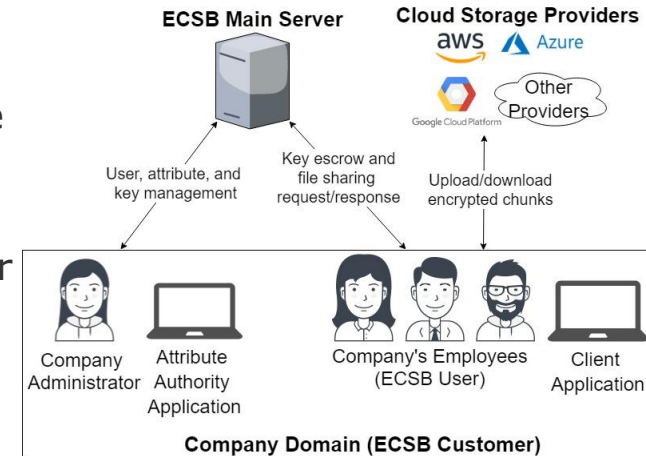 ECSB Main Server
Cloud Storage Providers
aws
Azure
Google Cloud Platform
Other
Providers
e
User, attribute, and
key management
Key escrow and
file sharing
request/response
Upload/download
encrypted chunks
r
Company
Administrator
Attribute
Authority
Application
Company's Employees
(ECSB User)
Client
Application
Company Domain (ECSB Customer)